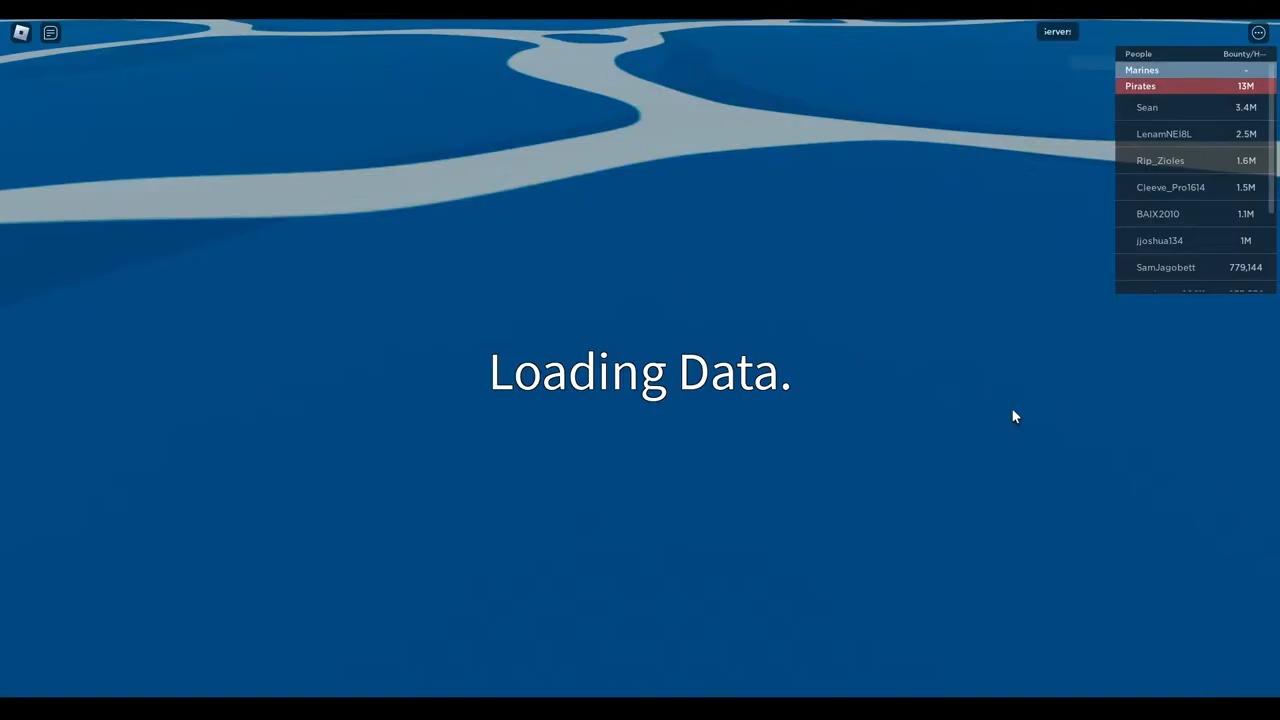 Servers
People Bounty/H—
Marines -
Pirates 13M
Sean 3.4M
LenamNEI8L 2.5M
Rip_Zioles 1.6M
Cleeve_Pro1614 1.5M
BAIX2010 1.1M
jjoshua134 1M
SamJagobett 779,144
Loading Data.